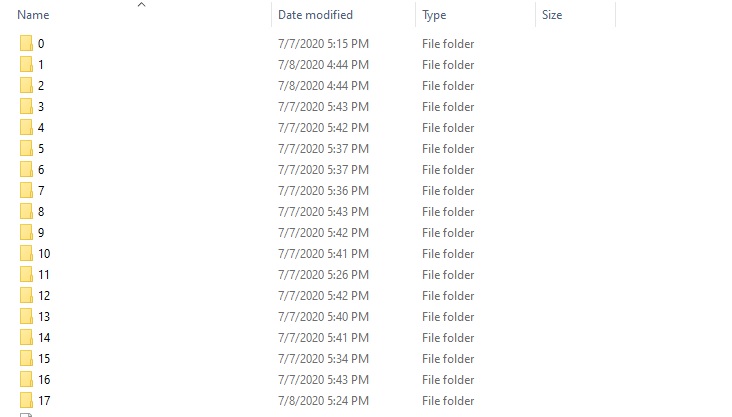 Name Date modified Type Size
0 7/7/2020 5:15 PM File folder
1 7/8/2020 4:44 PM File folder
2 7/8/2020 4:44 PM File folder
3 7/7/2020 5:43 PM File folder
4 7/7/2020 5:42 PM File folder
5 7/7/2020 5:37 PM File folder
6 7/7/2020 5:37 PM File folder
7 7/7/2020 5:36 PM File folder
8 7/7/2020 5:43 PM File folder
9 7/7/2020 5:42 PM File folder
10 7/7/2020 5:41 PM File folder
11 7/7/2020 5:26 PM File folder
12 7/7/2020 5:42 PM File folder
13 7/7/2020 5:40 PM File folder
14 7/7/2020 5:41 PM File folder
15 7/7/2020 5:34 PM File folder
16 7/7/2020 5:43 PM File folder
17 7/8/2020 5:24 PM File folder